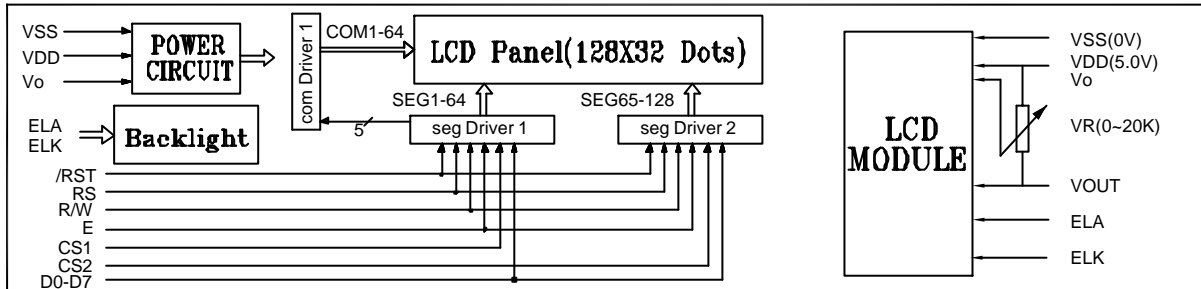 VSS
VDD
Vo
POWER
CIRCUIT
com Driver 1
COM1-64
LCD Panel(128X32 Dots)
SEG1-64
SEG65-128
5
seg Driver 1
seg Driver 2
ELA
ELK
Backlight
/RST
RS
R/W
E
CS1
CS2
D0-D7
LCD
MODULE
VSS(0V)
VDD(5.0V)
Vo
VR(0~20K)
VOUT
ELA
ELK